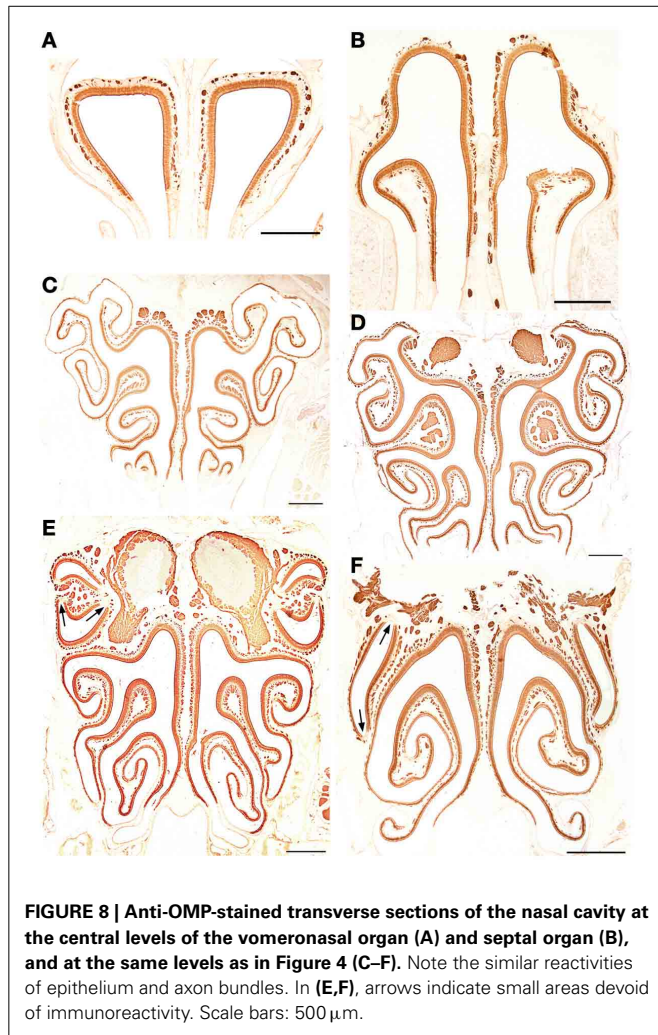 A
B
C
D
E
F
FIGURE 8 | Anti-OMP-stained transverse sections of the nasal cavity at
the central levels of the vomeronasal organ (A) and septal organ (B),
and at the same levels as in Figure 4 (C–F). Note the similar reactivities
of epithelium and axon bundles. In (E,F), arrows indicate small areas devoid
of immunoreactivity. Scale bars: 500 μm.